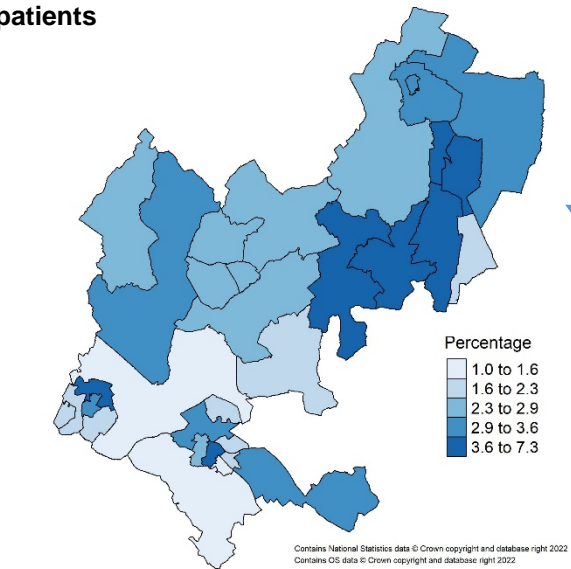 patients
Percentage
1.0 to 1.6
1.6 to 2.3
2.3 to 2.9
2.9 to 3.6
3.6 to 7.3
Contains National Statistics data © Crown copyright and database right 2022
Contains OS data © Crown copyright and database right 2022